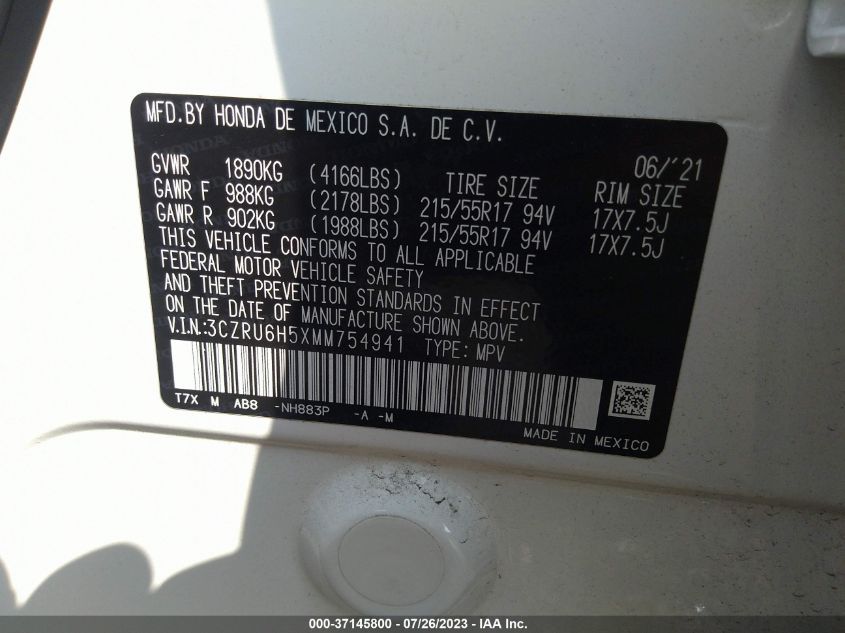 MFD.BY HONDA DE MEXICO S.A. DE C.V.
06/'21
GVWR 1890KG (4166LBS) TIRE SIZE RIM SIZE
GAWR F 988KG (2178LBS) 215/55R17 94V 17X7.5J
GAWR R 902KG (1988LBS) 215/55R17 94V 17X7.5J
THIS VEHICLE CONFORMS TO ALL APPLICABLE
FEDERAL MOTOR VEHICLE SAFETY
AND THEFT PREVENTION STANDARDS IN EFFECT
ON THE DATE OF MANUFACTURE SHOWN ABOVE.
V.I.N.:3CZRU6H5XMM754941 TYPE: MPV
T7X M AB8 -NH883P -A -M
MADE IN MEXICO
000-37145800 - 07/26/2023 - IAA Inc.